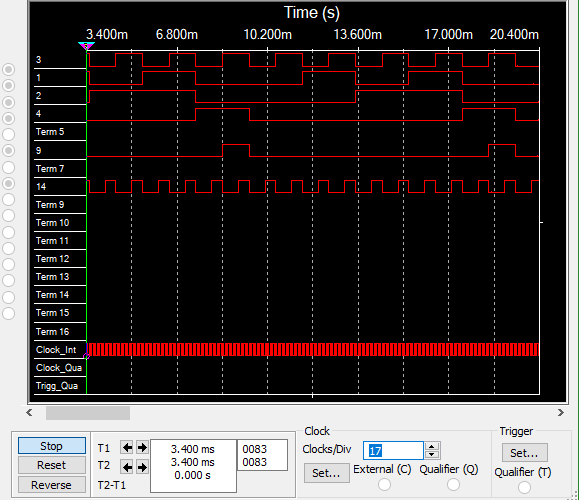 Time (s)
3.400m 6.800m 10.200m 13.600m 17.000m 20.400m
3
1
2
4
Term 5
9
Term 7
14
Term 9
Term 10
Term 11
Term 12
Term 13
Term 14
Term 15
Term 16
Clock_Int
Clock_Qua
Trigg_Qua
Stop
Reset
Reverse
T1 3.400 ms 0083
T2 3.400 ms 0083
T2-T1 0.000 s
Clock
Clocks/Div 17
Set... External (C) Qualifier (Q)
Trigger
Set...
Qualifier (T)